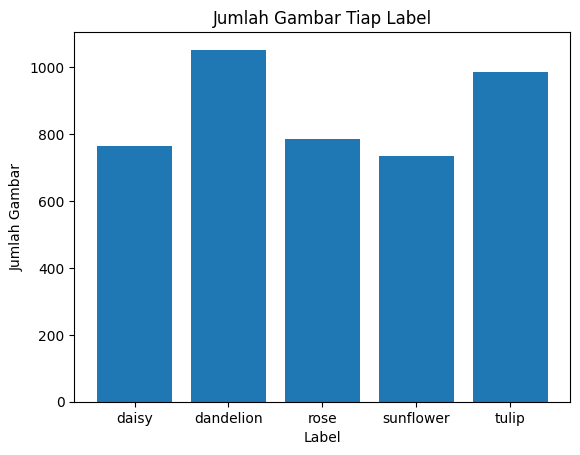 Jumlah Gambar Tiap Label
Jumlah Gambar
1000
800
600
400
200
0
daisy dandelion rose sunflower tulip
Label